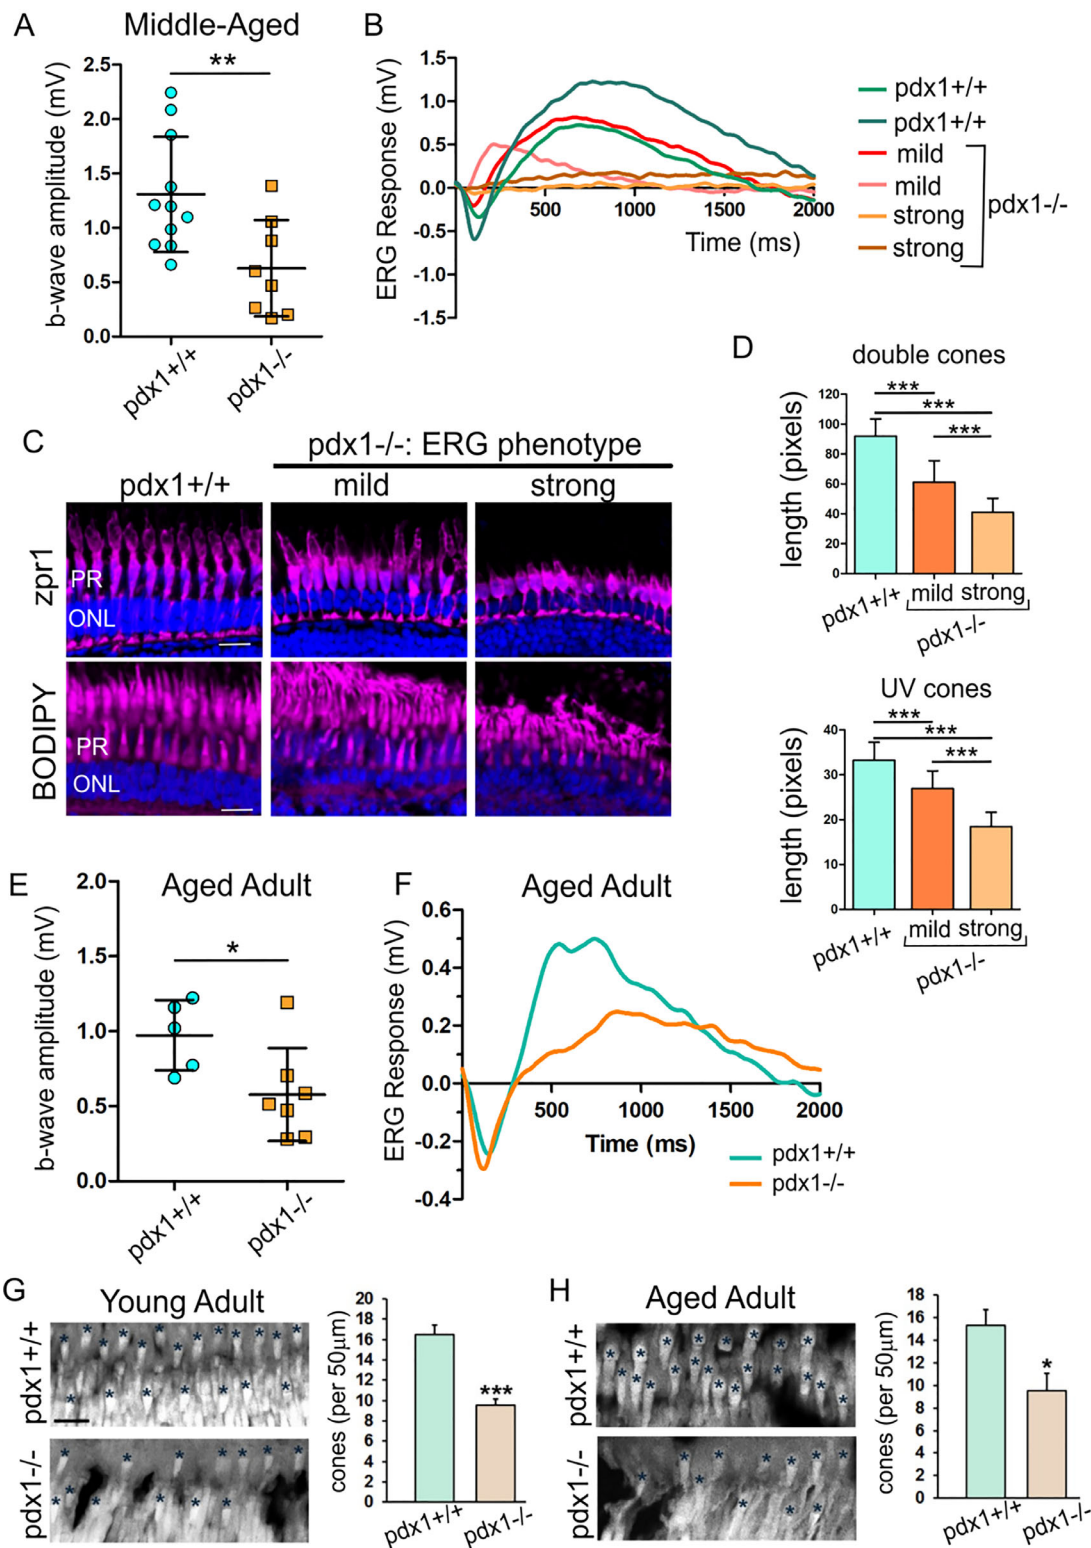 A
Middle-Aged
b-wave amplitude (mV)
2.5
2.0
1.5
1.0
0.5
0.0
**
pdx1+/+
pdx1-/-
B
ERG Response (mV)
1.5
1.0
0.5
0.0
-0.5
-1.0
-1.5
500
1000
1500
2000
Time (ms)
pdx1+/+
pdx1+/+
mild
mild
strong
strong
pdx1-/-
C
pdx1-/-: ERG phenotype
pdx1+/+
mild
strong
zpr1
PR
ONL
BODIPY
PR
ONL
D
double cones
length (pixels)
120
100
80
60
40
20
0
***
***
***
pdx1+/+
mild strong
pdx1-/-
UV cones
length (pixels)
40
30
20
10
0
***
***
***
pdx1+/+
mild strong
pdx1-/-
E
Aged Adult
b-wave amplitude (mV)
2.0
1.5
1.0
0.5
0.0
*
pdx1+/+
pdx1-/-
F
Aged Adult
ERG Response (mV)
0.6
0.4
0.2
0.0
-0.2
-0.4
500
1000
1500
2000
Time (ms)
pdx1+/+
pdx1-/-
G
Young Adult
pdx1+/+
pdx1-/-
cones (per 50µm)
20
18
16
14
12
10
8
6
4
2
0
***
pdx1+/+
pdx1-/-
H
Aged Adult
pdx1+/+
pdx1-/-
cones (per 50µm)
18
16
14
12
10
8
6
4
2
0
*
pdx1+/+
pdx1-/-